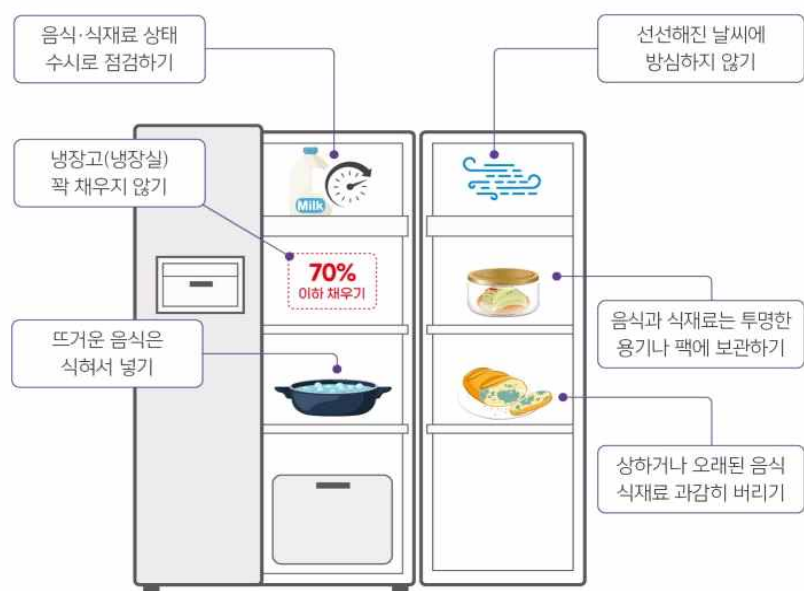 음식·식재료 상태
수시로 점검하기
선선해진 날씨에
방심하지 않기
냉장고(냉장실)
꽉 채우지 않기
Milk
70%
이하 채우기
음식과 식재료는 투명한
용기나 팩에 보관하기
뜨거운 음식은
식혀서 넣기
상하거나 오래된 음식
식재료 과감히 버리기